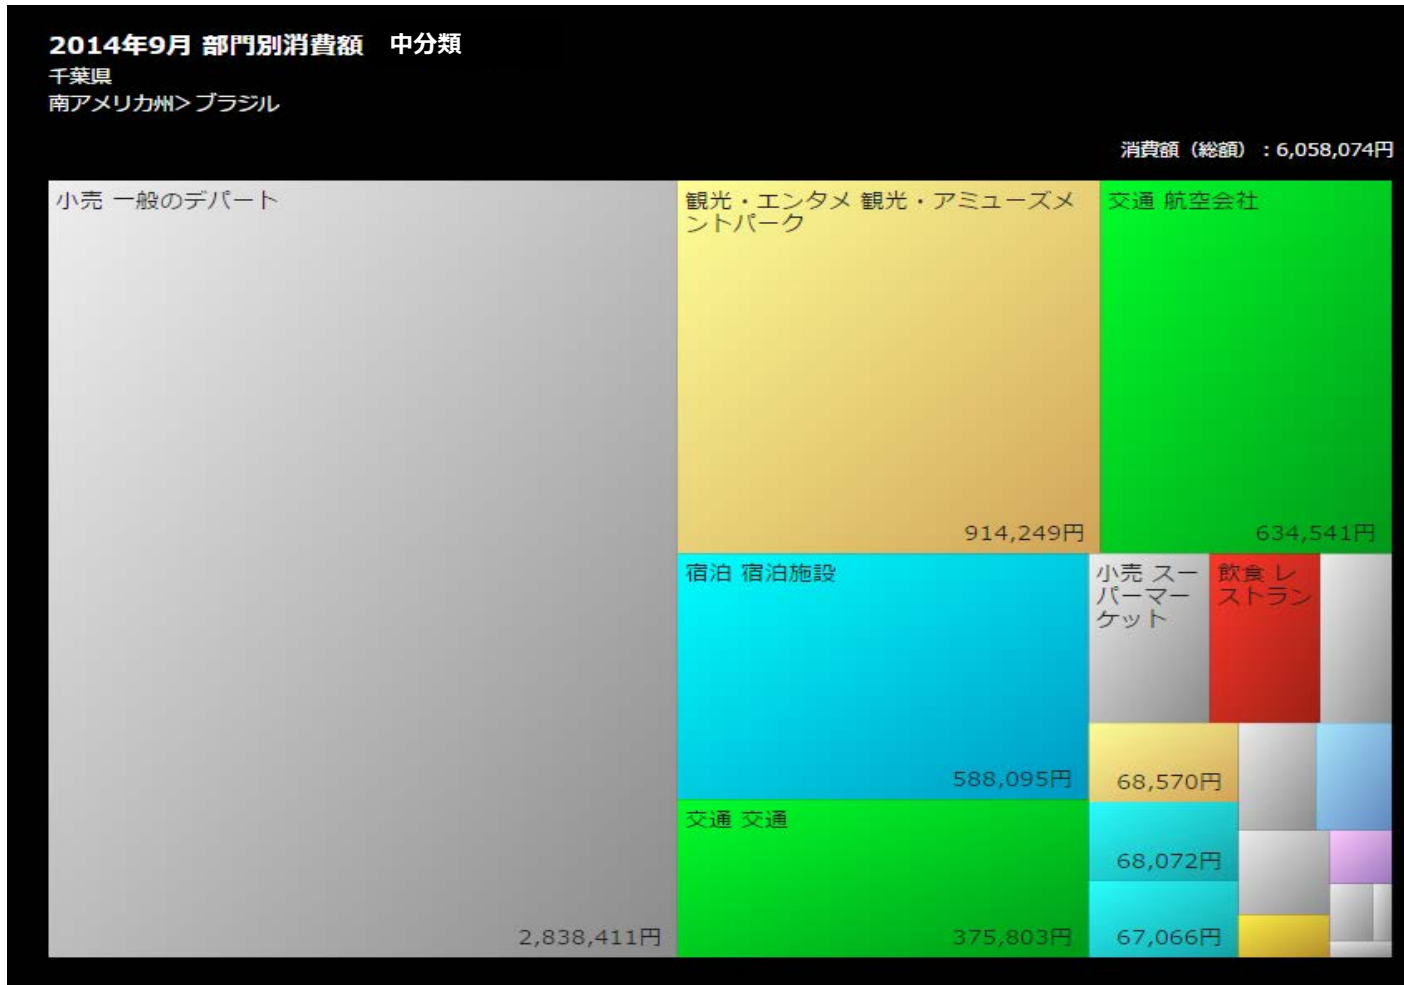 2014年9月 部門別消費額 中分類
千葉県
南アメリカ州>ブラジル
消費額（総額）：6,058,074円
小売 一般のデパート
2,838,411円
観光・エンタメ 観光・アミューズメ
ントパーク
914,249円
交通 航空会社
634,541円
宿泊 宿泊施設
588,095円
交通 交通
375,803円
小売 スー
パーマー
ケット
飲食 レ
ストラン
68,570円
68,072円
67,066円